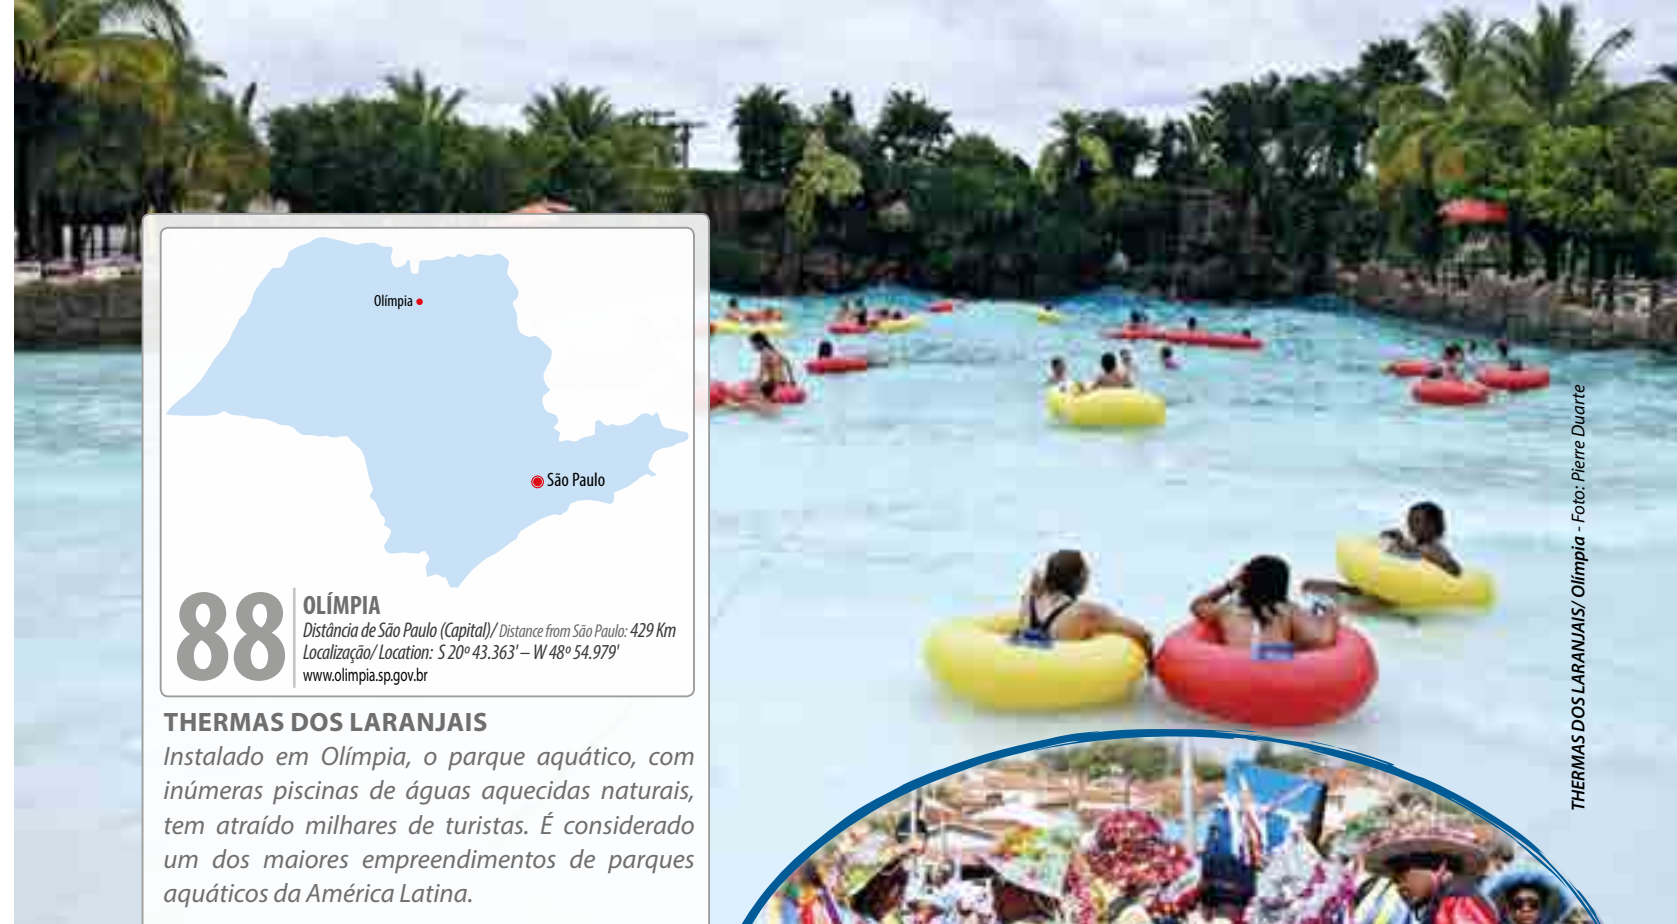 Olímpia
São Paulo
88
OLÍMPIA
Distância de São Paulo (Capital)/ Distance from São Paulo: 429 Km
Localização/ Location: S 20º 43.363' – W 48º 54.979'
www.olimpia.sp.gov.br
THERMAS DOS LARANJAIS
Instalado em Olímpia, o parque aquático, com
inúmeras piscinas de águas aquecidas naturais,
tem atraído milhares de turistas. É considerado
um dos maiores empreendimentos de parques
aquáticos da América Latina.
THERMAS DOS LARANJAIS/ Olímpia - Foto: Pierre Duarte